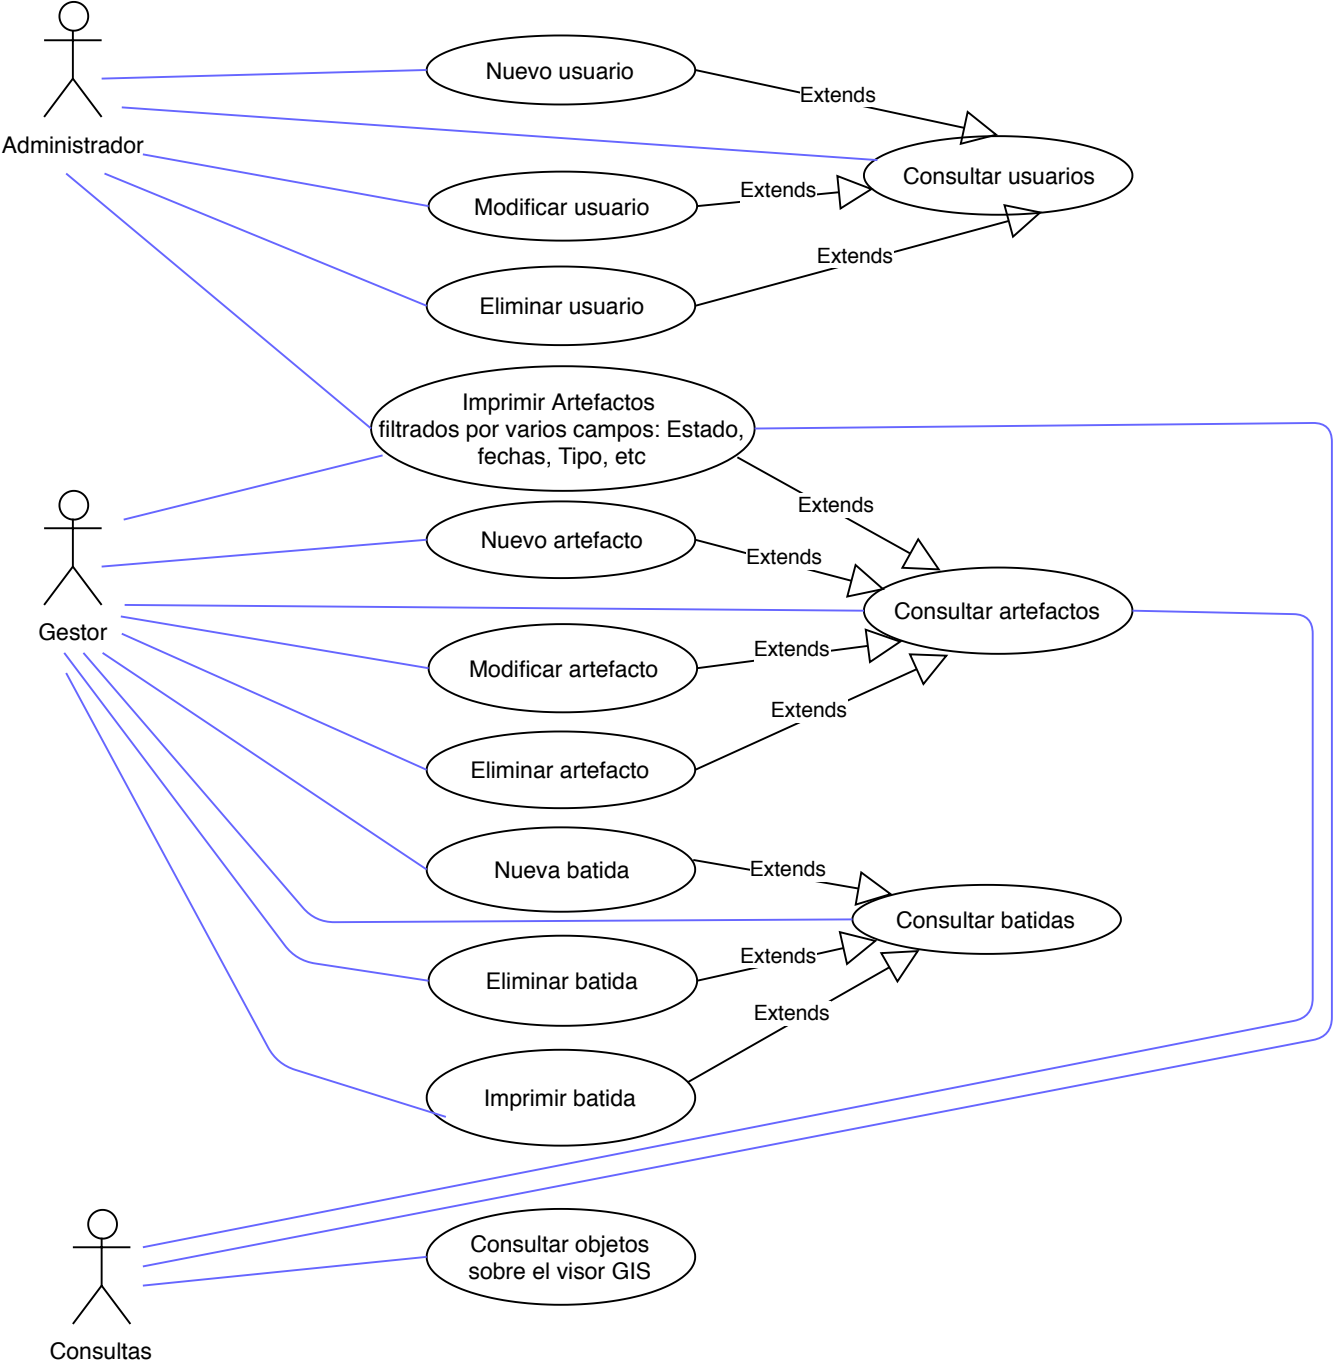 Nuevo usuario
Extends
Administrador
Consultar usuarios
Modificar usuario
Extends
Extends
Eliminar usuario
Imprimir Artefactos
filtrados por varios campos: Estado,
fechas, Tipo, etc
Extends
Nuevo artefacto
Extends
Gestor
Consultar artefactos
Modificar artefacto
Extends
Extends
Eliminar artefacto
Nueva batida
Extends
Consultar batidas
Extends
Eliminar batida
Extends
Imprimir batida
Consultar objetos
sobre el visor GIS
Consultas